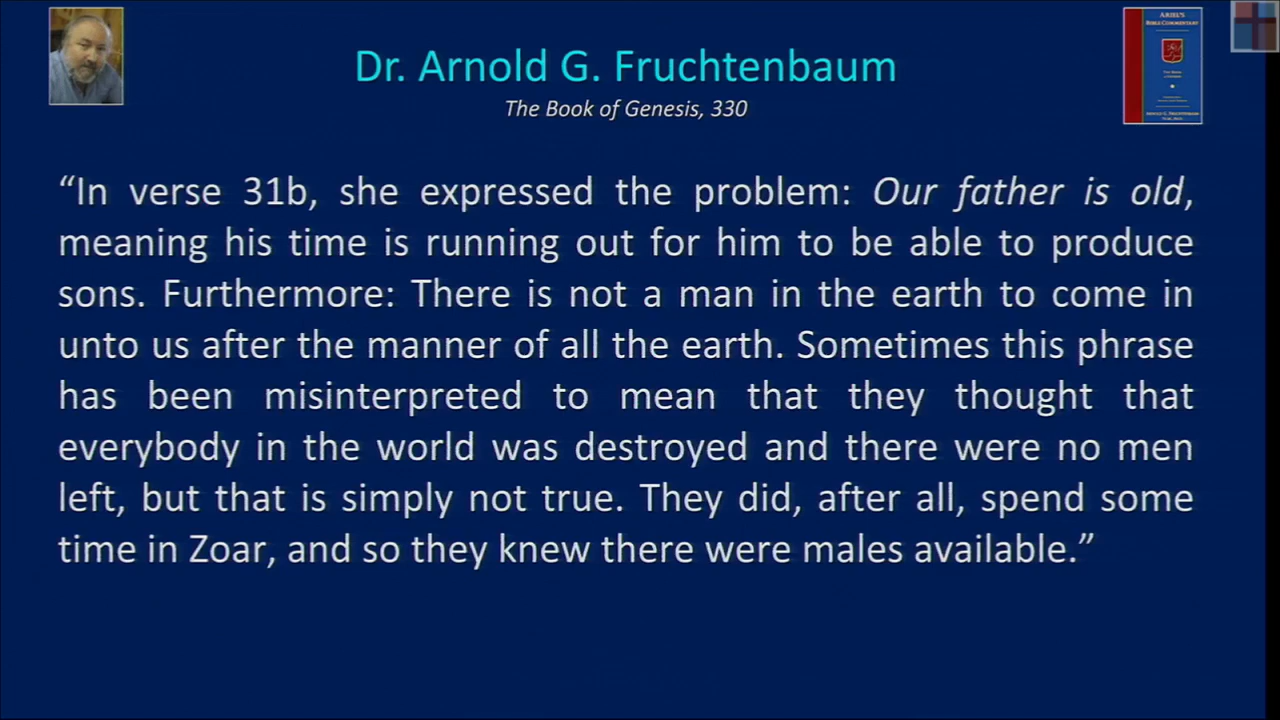 Dr. Arnold G. Fruchtenbaum
The Book of Genesis, 330
ARIEL'S
BIBLE COMMENTARY
“In verse 31b, she expressed the problem: Our father is old,
meaning his time is running out for him to be able to produce
sons. Furthermore: There is not a man in the earth to come in
unto us after the manner of all the earth. Sometimes this phrase
has been misinterpreted to mean that they thought that
everybody in the world was destroyed and there were no men
left, but that is simply not true. They did, after all, spend some
time in Zoar, and so they knew there were males available.”